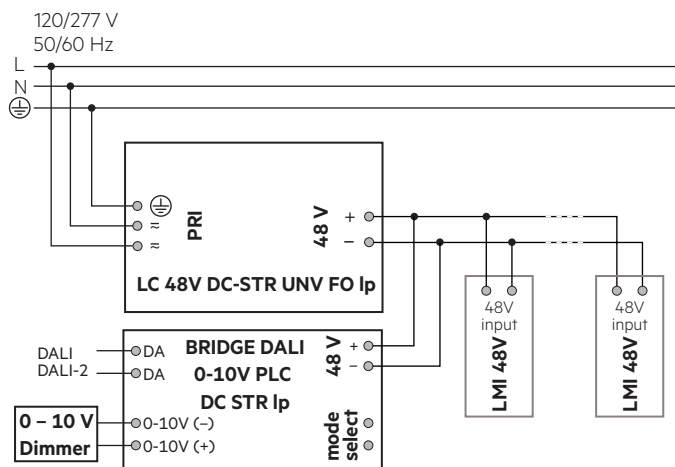 120/277 V
50/60 Hz
L
N
PRI
≈
≈
48 V
+
−
LC 48V DC-STR UNV FO lp
48V
input
LMI 48V
48V
input
LMI 48V
DALI
DALI-2
DA
DA
BRIDGE DALI
0-10V PLC
DC STR lp
48 V
+
−
0 – 10 V
Dimmer
0-10V (−)
0-10V (+)
mode
select